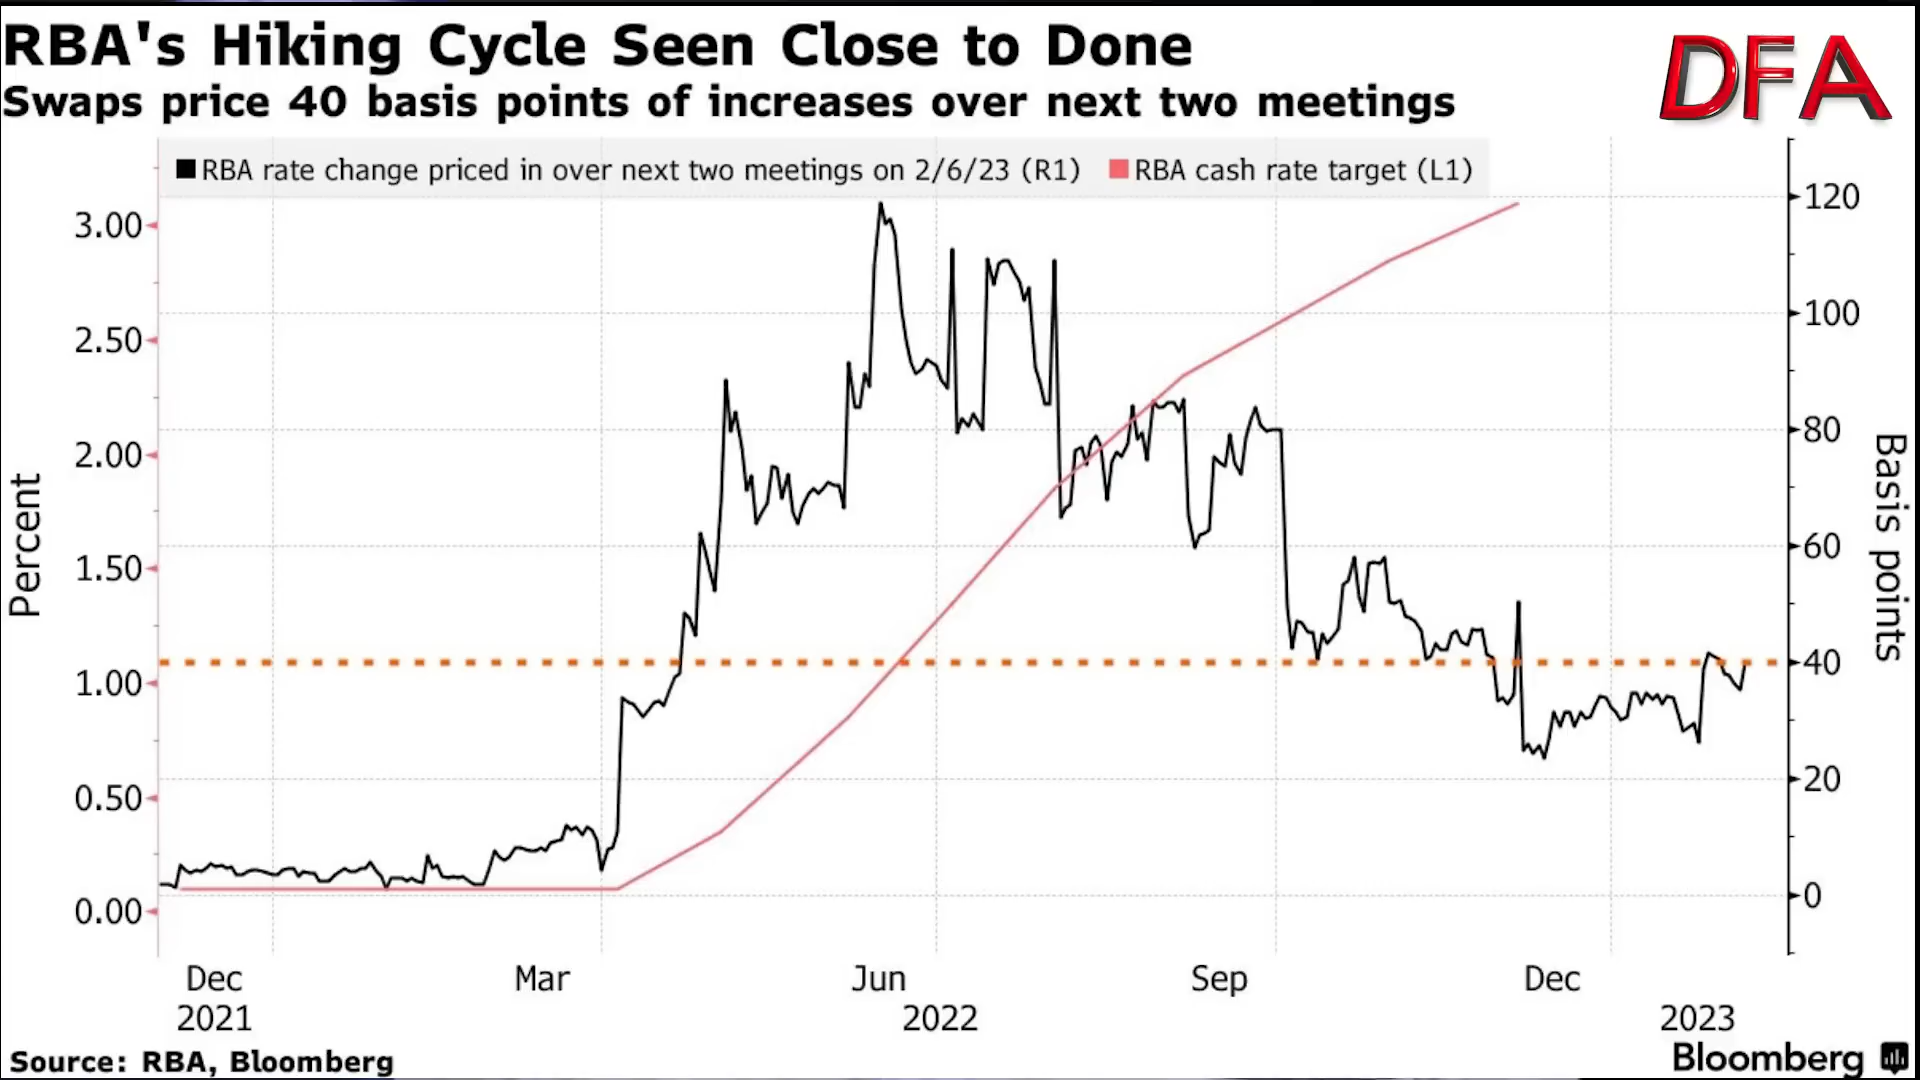 RBA's Hiking Cycle Seen Close to Done
DFA
Swaps price 40 basis points of increases over next two meetings
RBA rate change priced in over next two meetings on 2/6/23 (R1) RBA cash rate target (L1)
3.00
2.50
2.00
1.50
1.00
0.50
0.00
Percent
120
100
80
60
40
20
0
Basis points
Dec Mar Jun Sep Dec
2021 2022 2023
Source: RBA, Bloomberg
Bloomberg